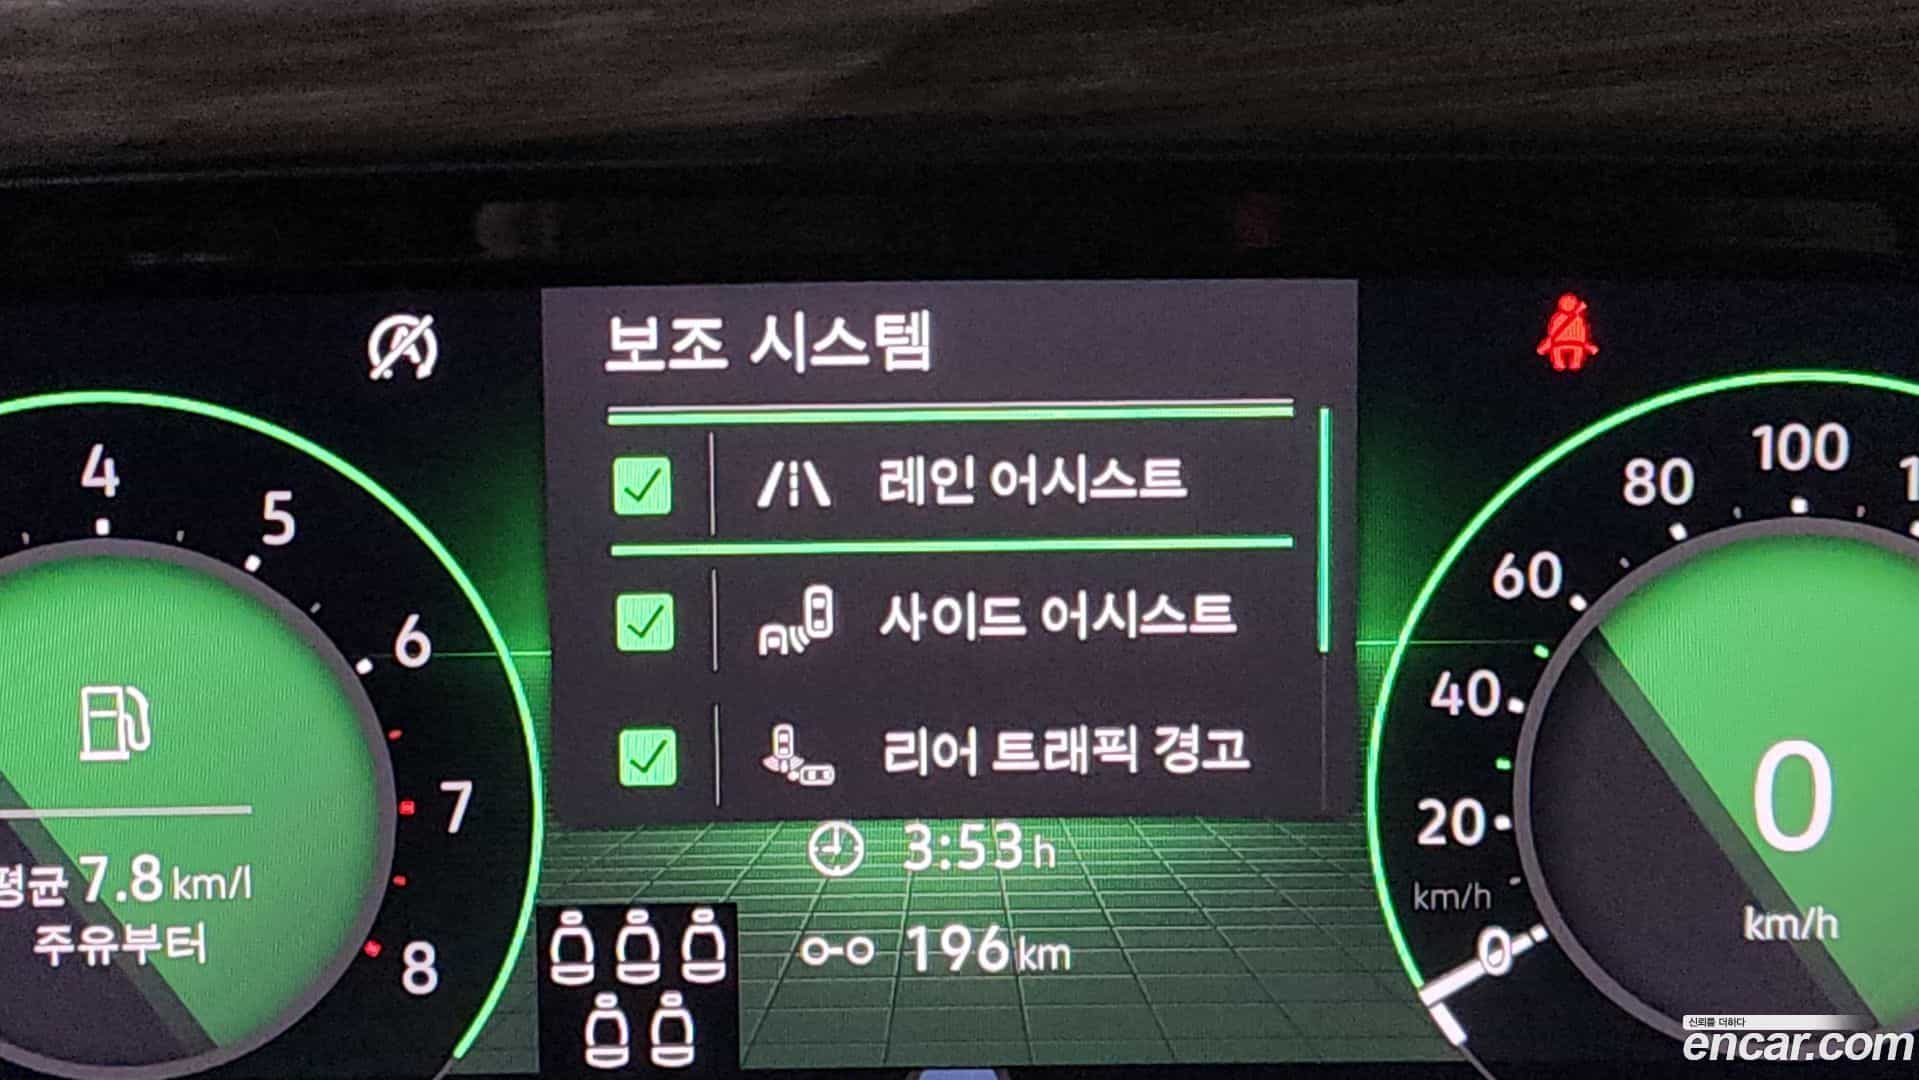 보조 시스템
레인 어시스트
사이드 어시스트
리어 트래픽 경고
3:53 h
196 km
4
5
6
7
8
평균 7.8 km/l
주유부터
100
80
60
40
20
0
km/h
0
km/h
신뢰를 더하다
encar.com